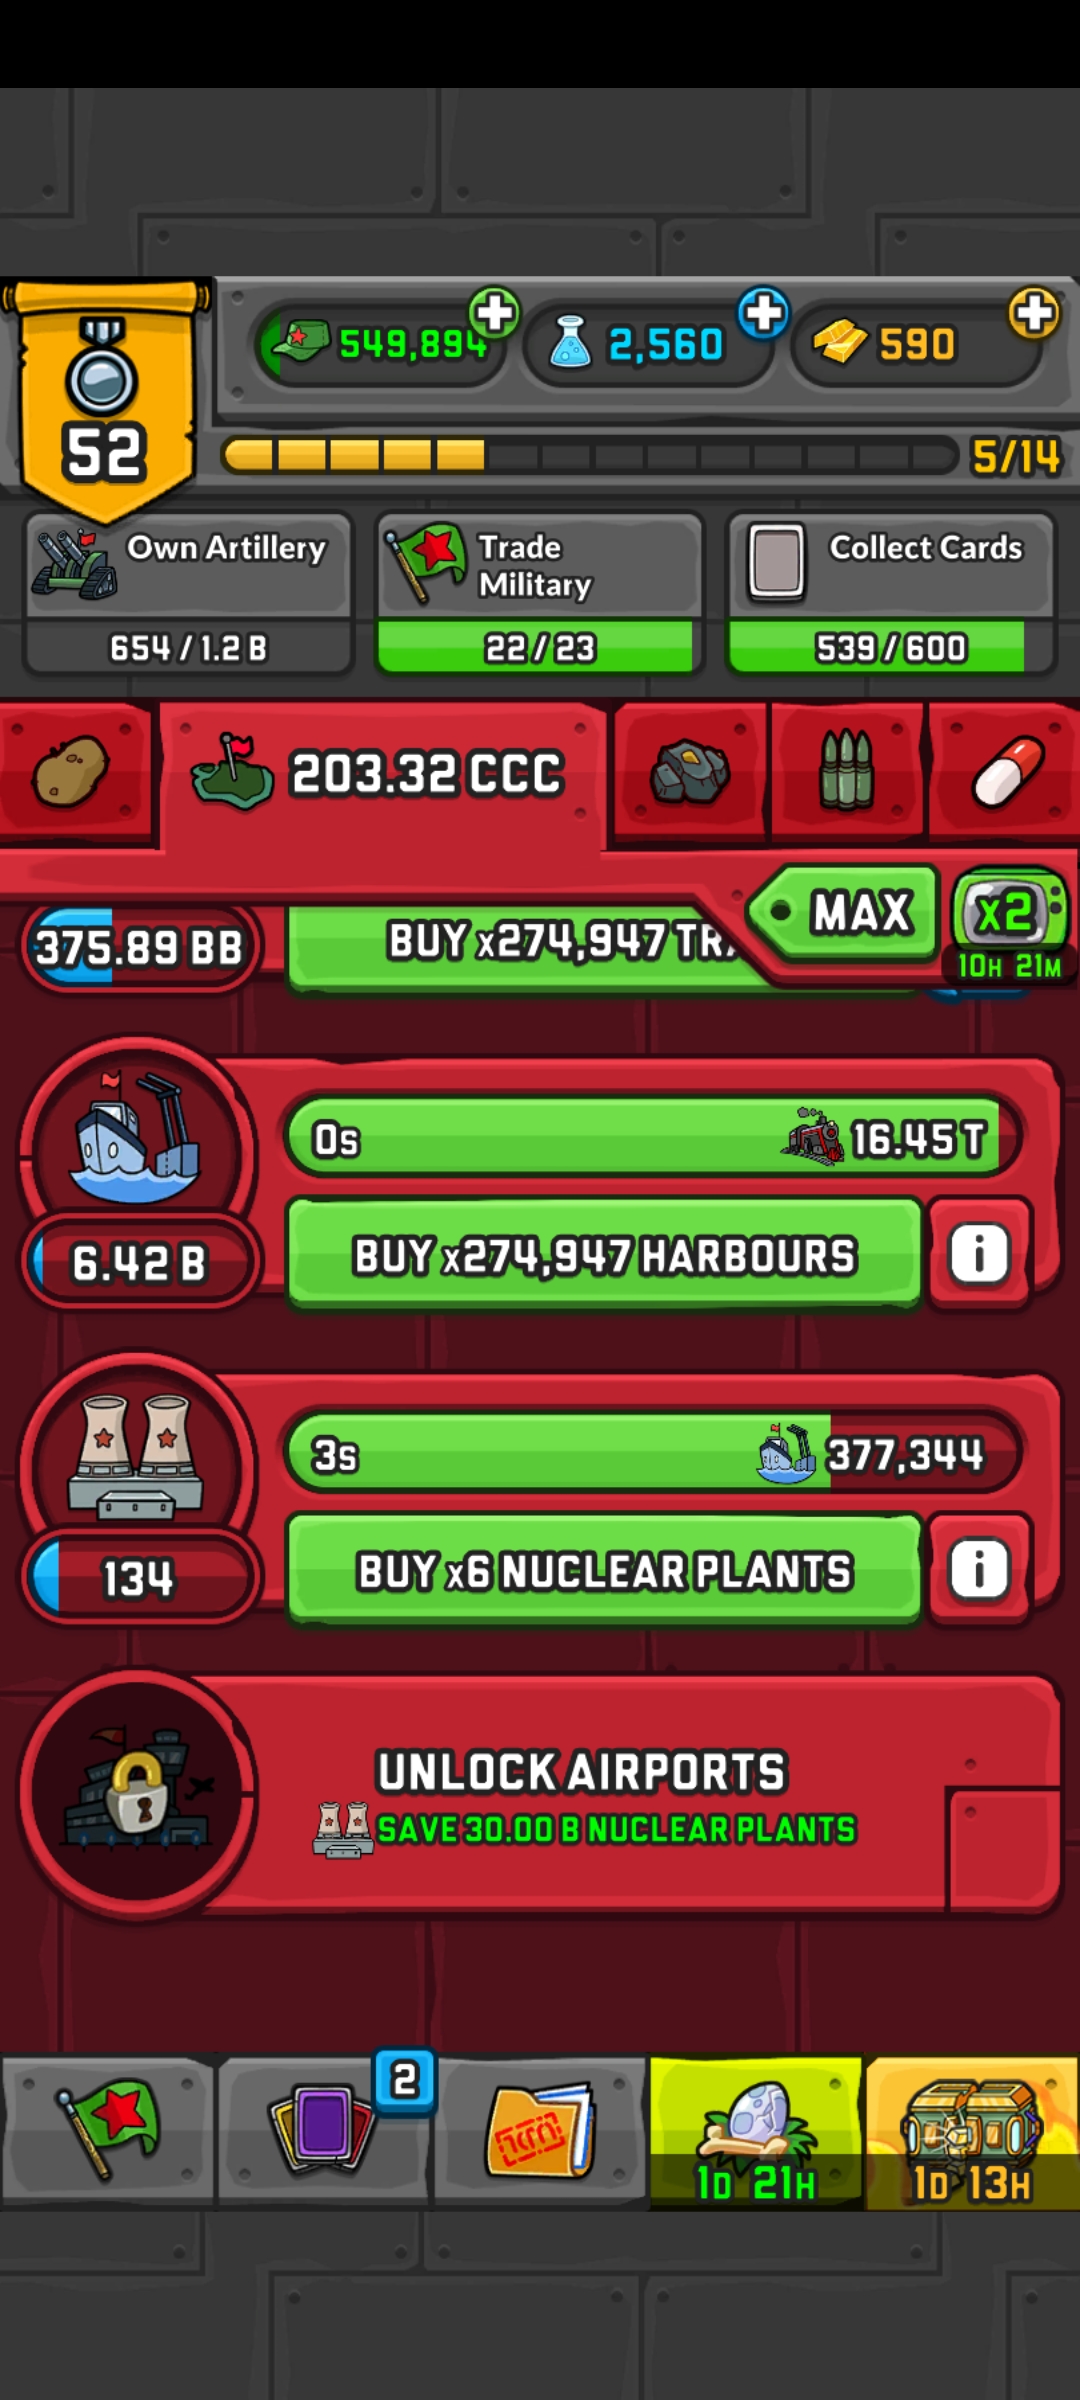 549,894
2,560
590
52
5/14
Own Artillery
654 / 1.2 B
Trade
Military
22 / 23
Collect Cards
539 / 600
203.32 CCC
MAX
x2
10H 21M
375.89 BB
BUY x274,947
0s
16.45 T
6.42 B
BUY x274,947 HARBOURS
i
3s
377,344
134
BUY x6 NUCLEAR PLANTS
i
UNLOCK AIRPORTS
SAVE 30.00 B NUCLEAR PLANTS
2
1D 21H
1D 13H